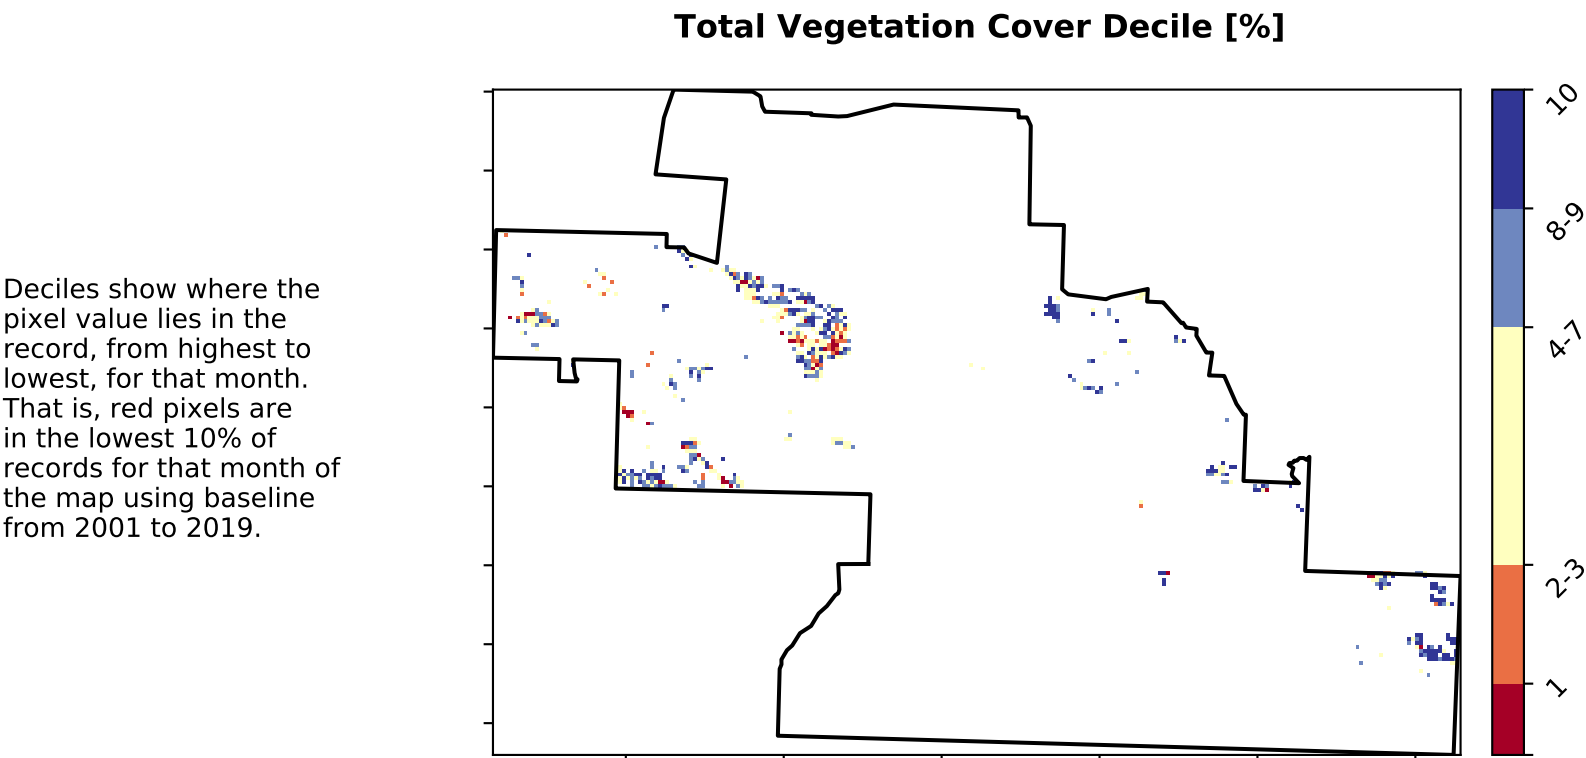 Total Vegetation Cover Decile [%]
Deciles show where the
pixel value lies in the
record, from highest to
lowest, for that month.
That is, red pixels are
in the lowest 10% of
records for that month of
the map using baseline
from 2001 to 2019.
10
8-9
4-7
2-3
1